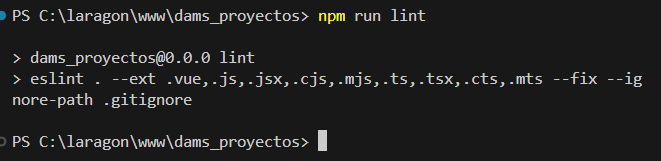 PS C:\laragon\www\dams_proyectos> npm run lint
> dams_proyectos@0.0.0 lint
> eslint . --ext .vue,.js,.jsx,.cjs,.mjs,.ts,.tsx,.cts,.mts --fix --ig
nore-path .gitignore
PS C:\laragon\www\dams_proyectos>